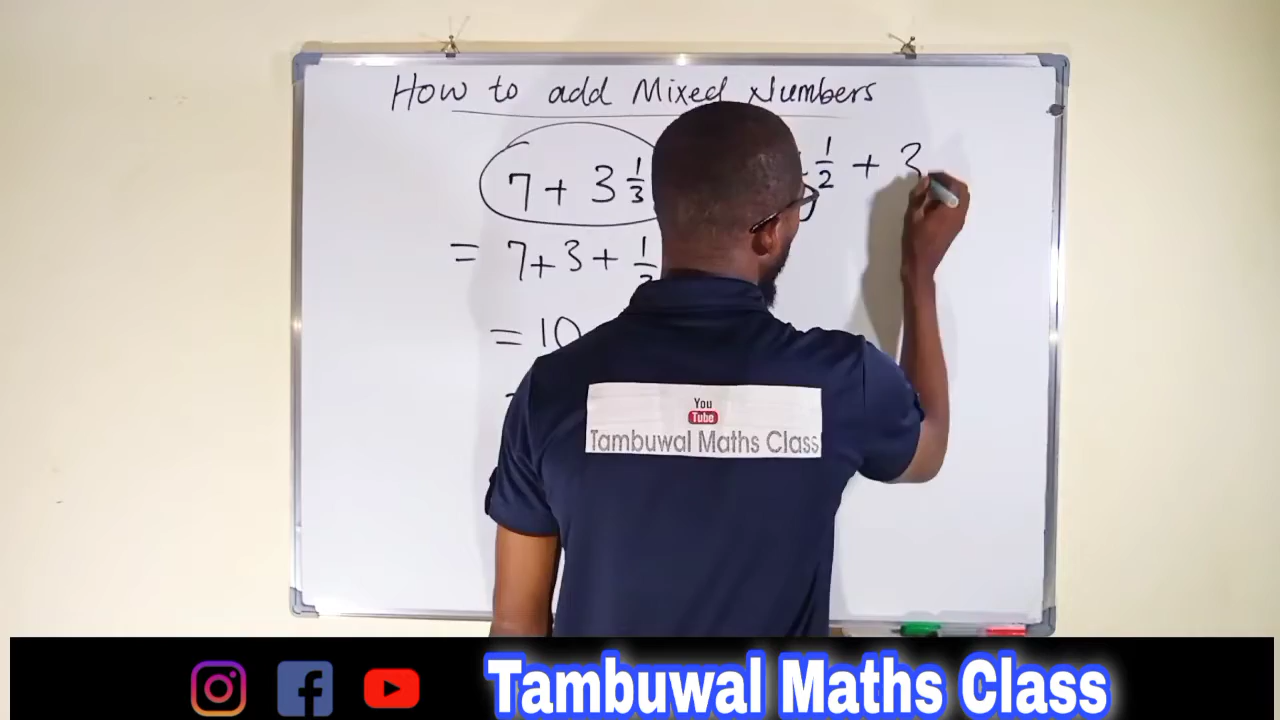 How to add Mixed Numbers
7 + 3 1/3
1/2 + 3
= 7 + 3 + 1/
= 10
You
Tube
Tambuwal Maths Class
Tambuwal Maths Class